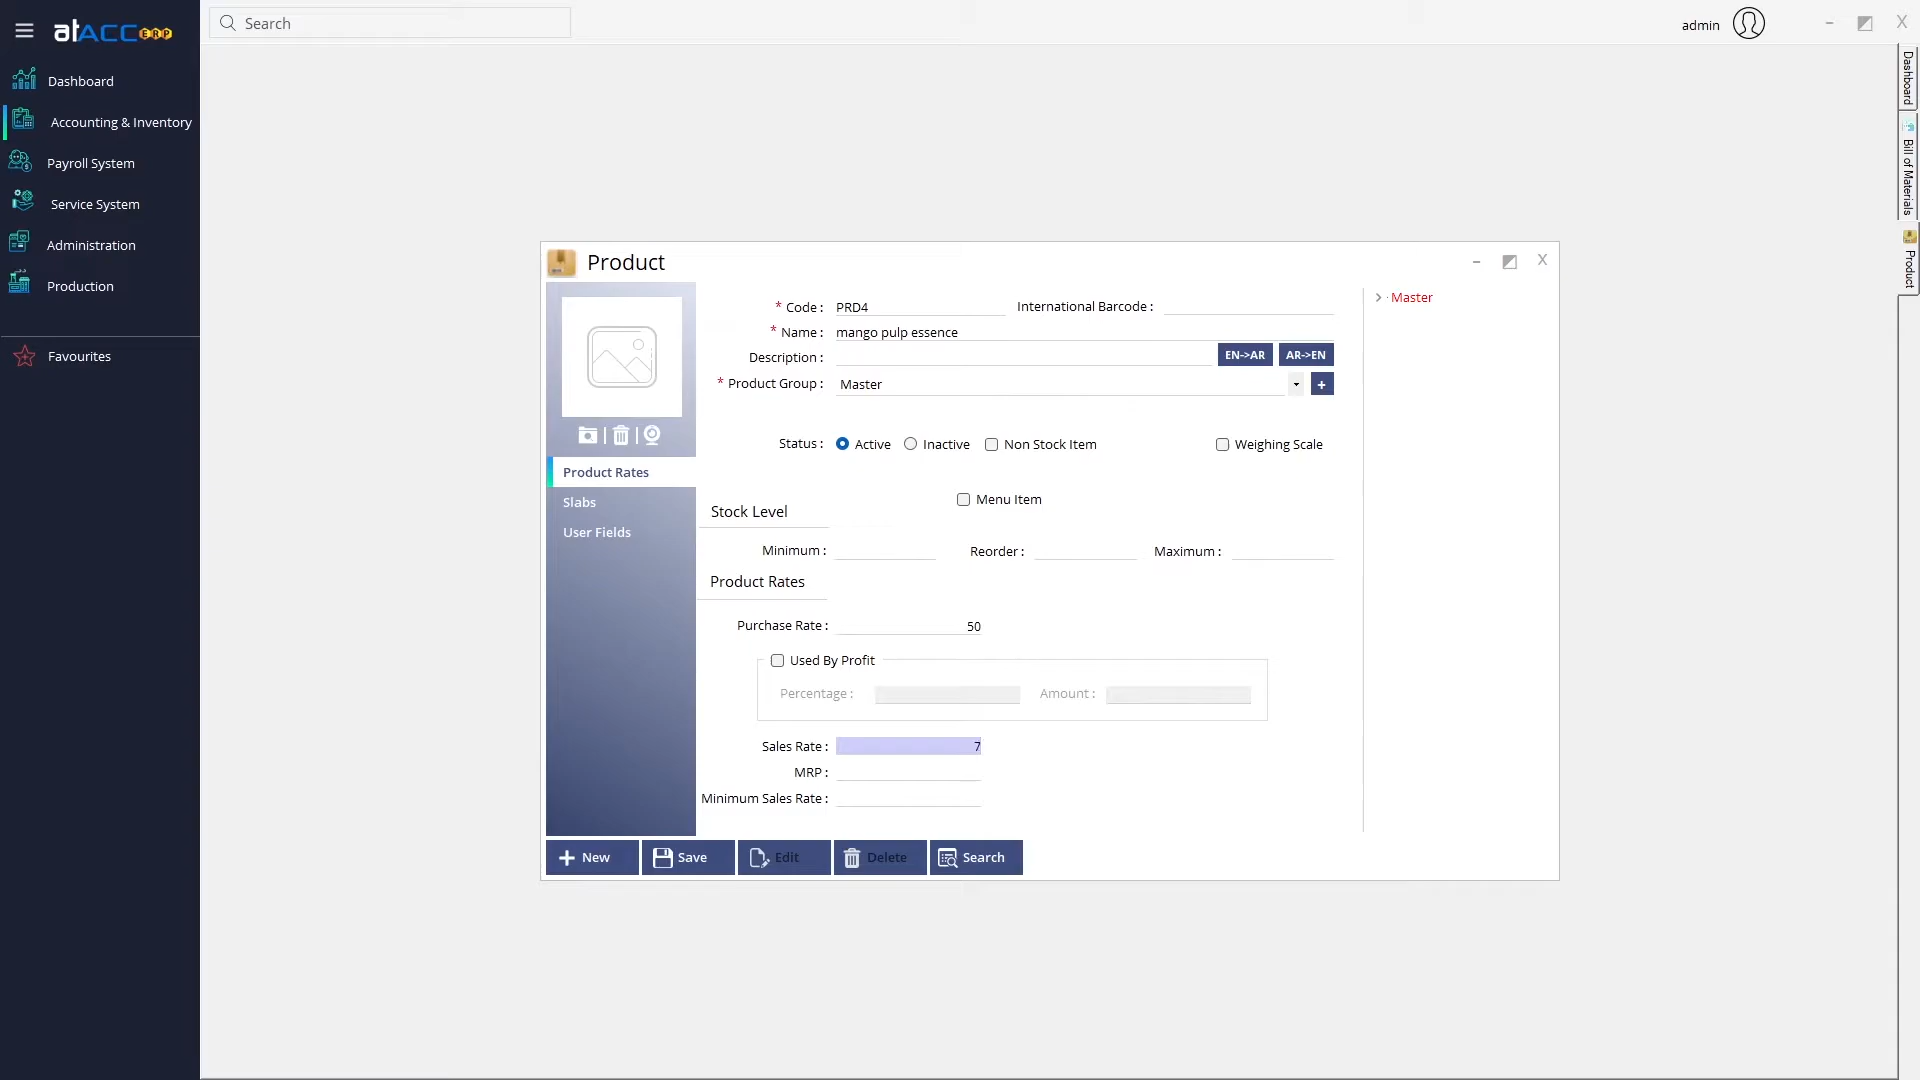 atACC ERP
Search
admin
X
Dashboard
Accounting & Inventory
Payroll System
Service System
Administration
Production
Favourites
Dashboard
Bill of Materials
Product
Product
X
* Code : PRD4
International Barcode :
* Name : mango pulp essence
Description :
EN->AR
AR->EN
* Product Group : Master
+
Master
Status : Active Inactive Non Stock Item Weighing Scale
Product Rates
Slabs
User Fields
Menu Item
Stock Level
Minimum : Reorder : Maximum :
Product Rates
Purchase Rate : 50
Used By Profit
Percentage : Amount :
Sales Rate : 7
MRP :
Minimum Sales Rate :
New
Save
Edit
Delete
Search